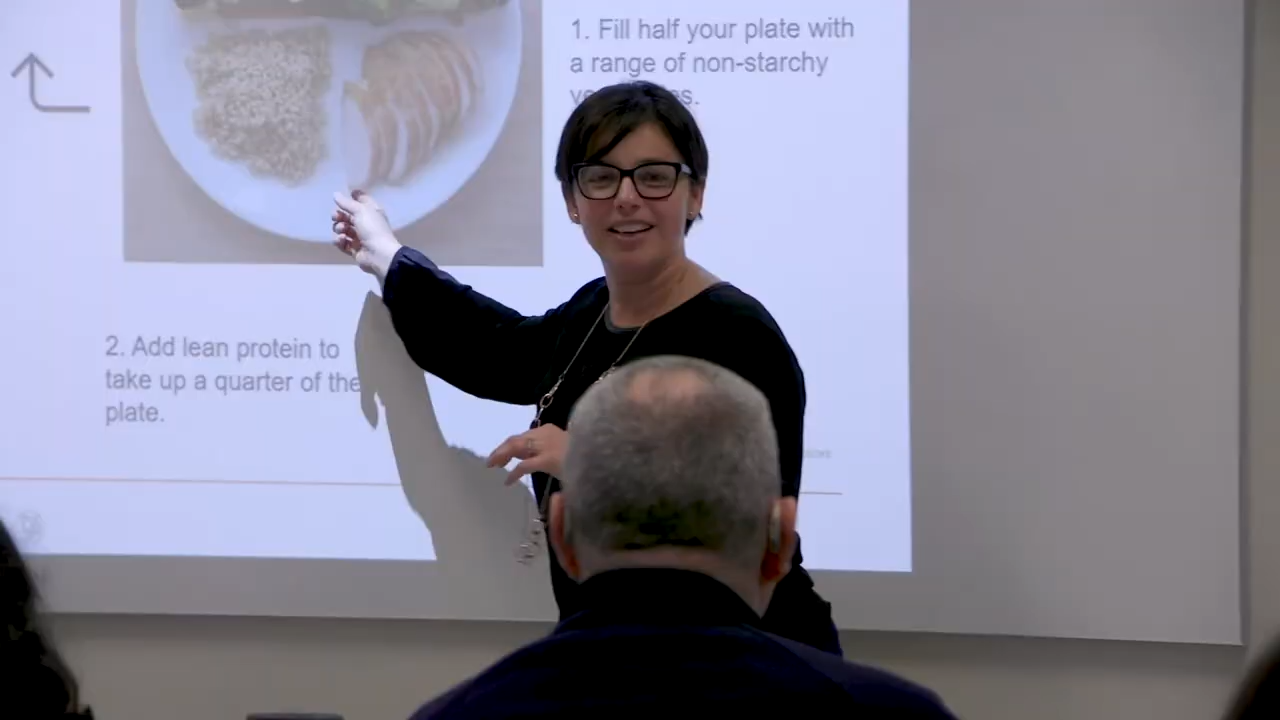 1. Fill half your plate with
a range of non-starchy
2. Add lean protein to
take up a quarter of the
plate.